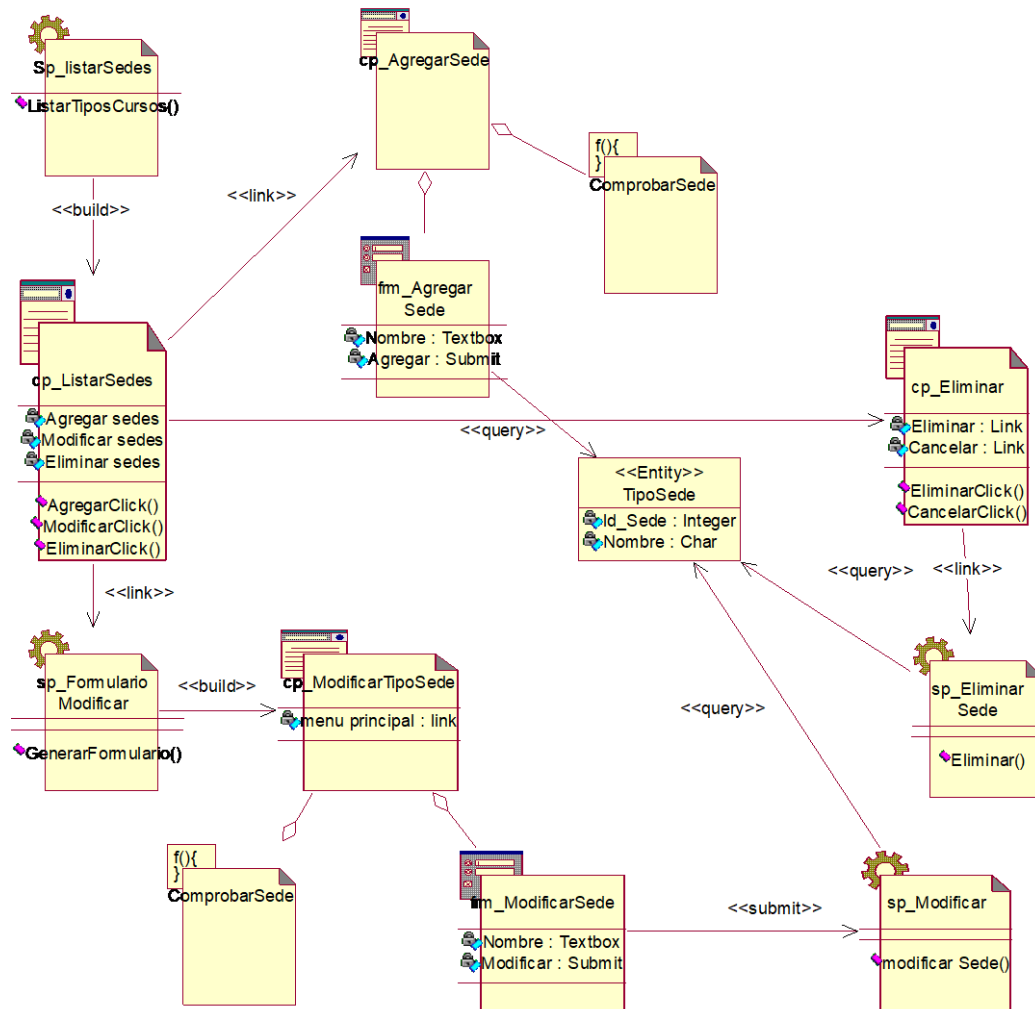 Sp_listarSedes
ListarTiposCursos()
<<build>>
cp_AgregarSede
<<link>>
f(){
}
ComprobarSede
frm_Agregar
Sede
Nombre : Textbox
Agregar : Submit
cp_ListarSedes
Agregar sedes
Modificar sedes
Eliminar sedes
AgregarClick()
ModificarClick()
EliminarClick()
<<query>>
cp_Eliminar
Eliminar : Link
Cancelar : Link
EliminarClick()
CancelarClick()
<<Entity>>
TipoSede
Id_Sede : Integer
Nombre : Char
<<link>>
<<query>>
<<link>>
sp_Formulario
Modificar
GenerarFormulario()
<<build>>
cp_ModificarTipoSede
menu principal : link
<<query>>
sp_Eliminar
Sede
Eliminar()
f(){
}
ComprobarSede
frm_ModificarSede
Nombre : Textbox
Modificar : Submit
<<submit>>
sp_Modificar
modificar Sede()